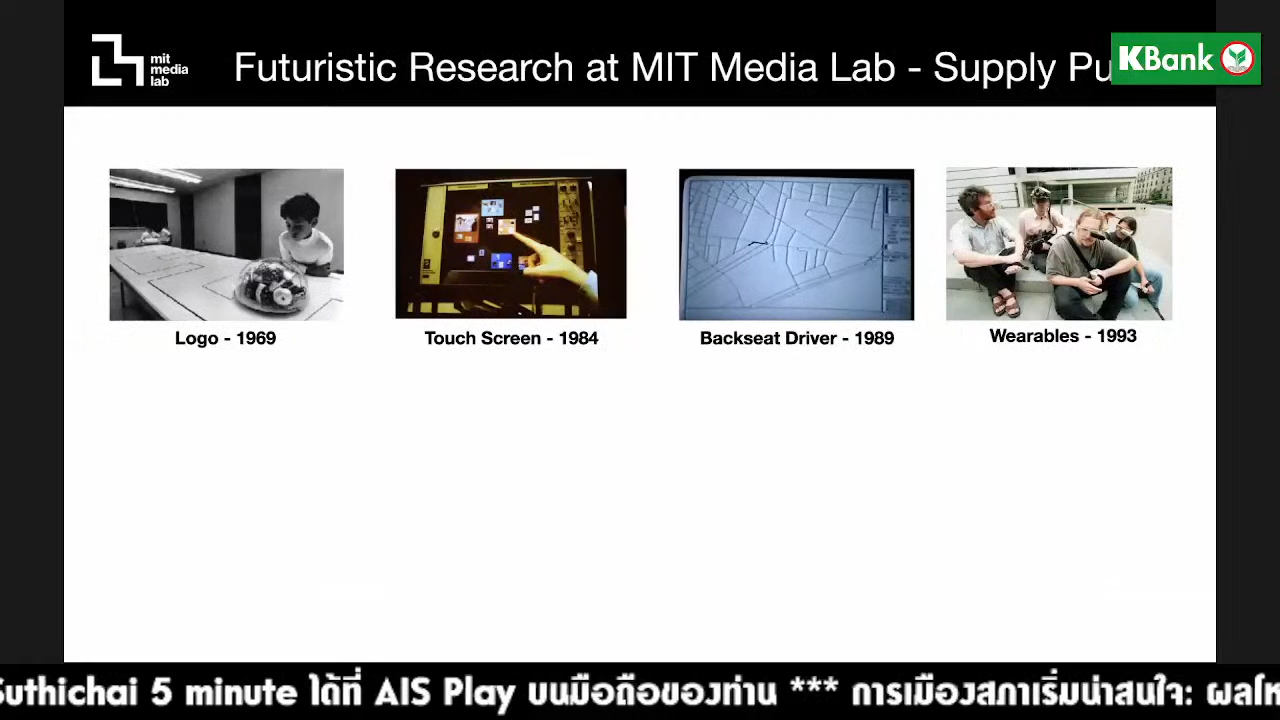 mit
media
lab
Futuristic Research at MIT Media Lab - Supply Pu
KBank
Logo - 1969
Touch Screen - 1984
Backseat Driver - 1989
Wearables - 1993
Suthichai 5 minute ได้ที่ AIS Play บนมือถือของท่าน *** การเมืองสภาเริ่มน่าสนใจ: ผลโห